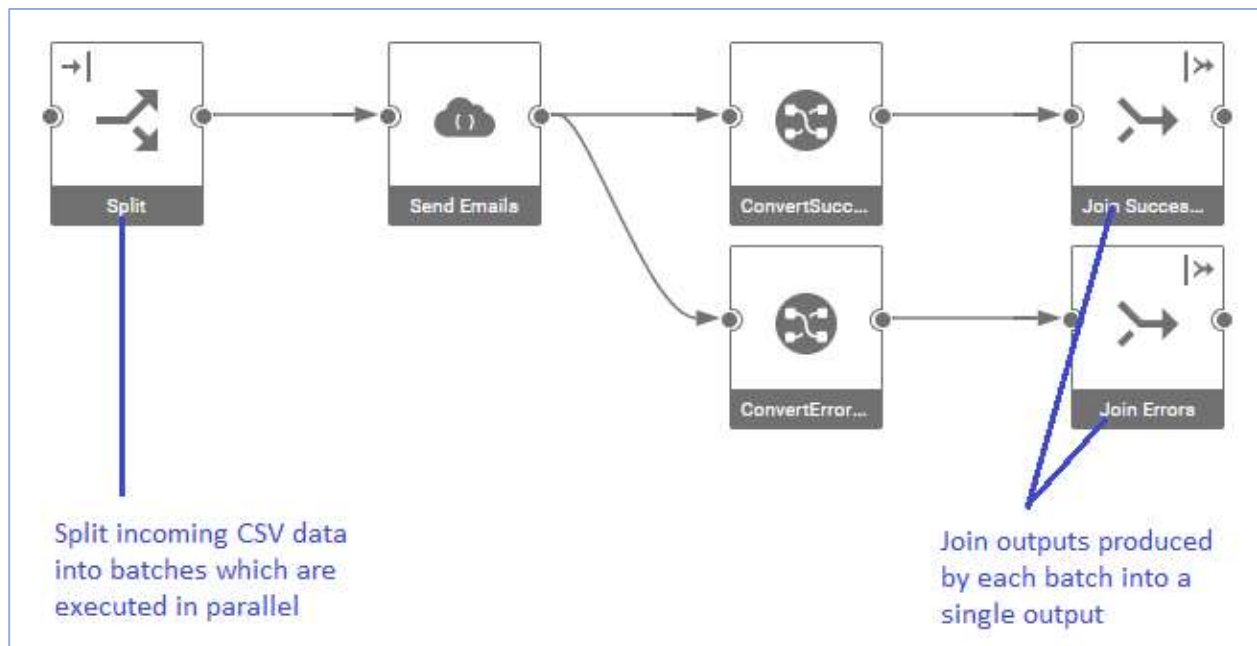 Split
Send Emails
ConvertSucc...
Join Succes...
ConvertError...
Join Errors
Split incoming CSV data
into batches which are
executed in parallel
Join outputs produced
by each batch into a
single output